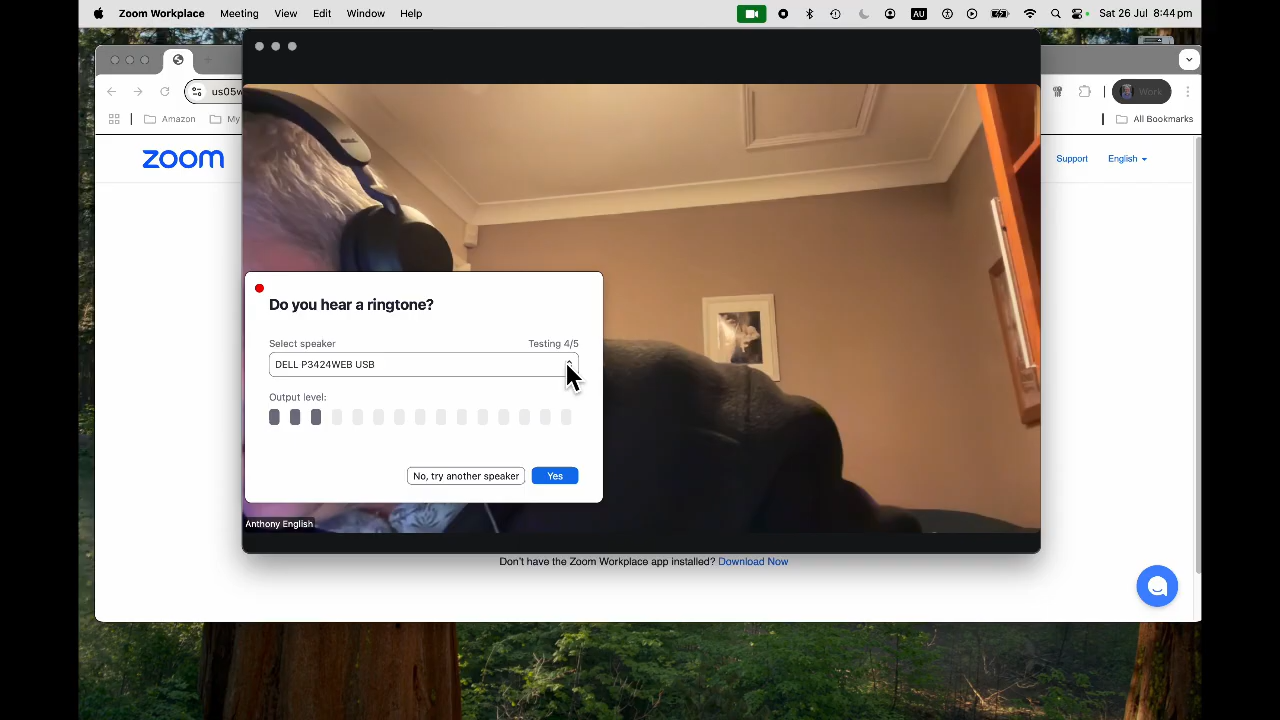 Zoom Workplace Meeting View Edit Window Help AU Sat 26 Jul 8:44 pm
us05w
Work
Amazon My All Bookmarks
zoom Support English
Do you hear a ringtone?
Select speaker Testing 4/5
DELL P3424WEB USB
Output level:
No, try another speaker Yes
Anthony English
Don't have the Zoom Workplace app installed? Download Now